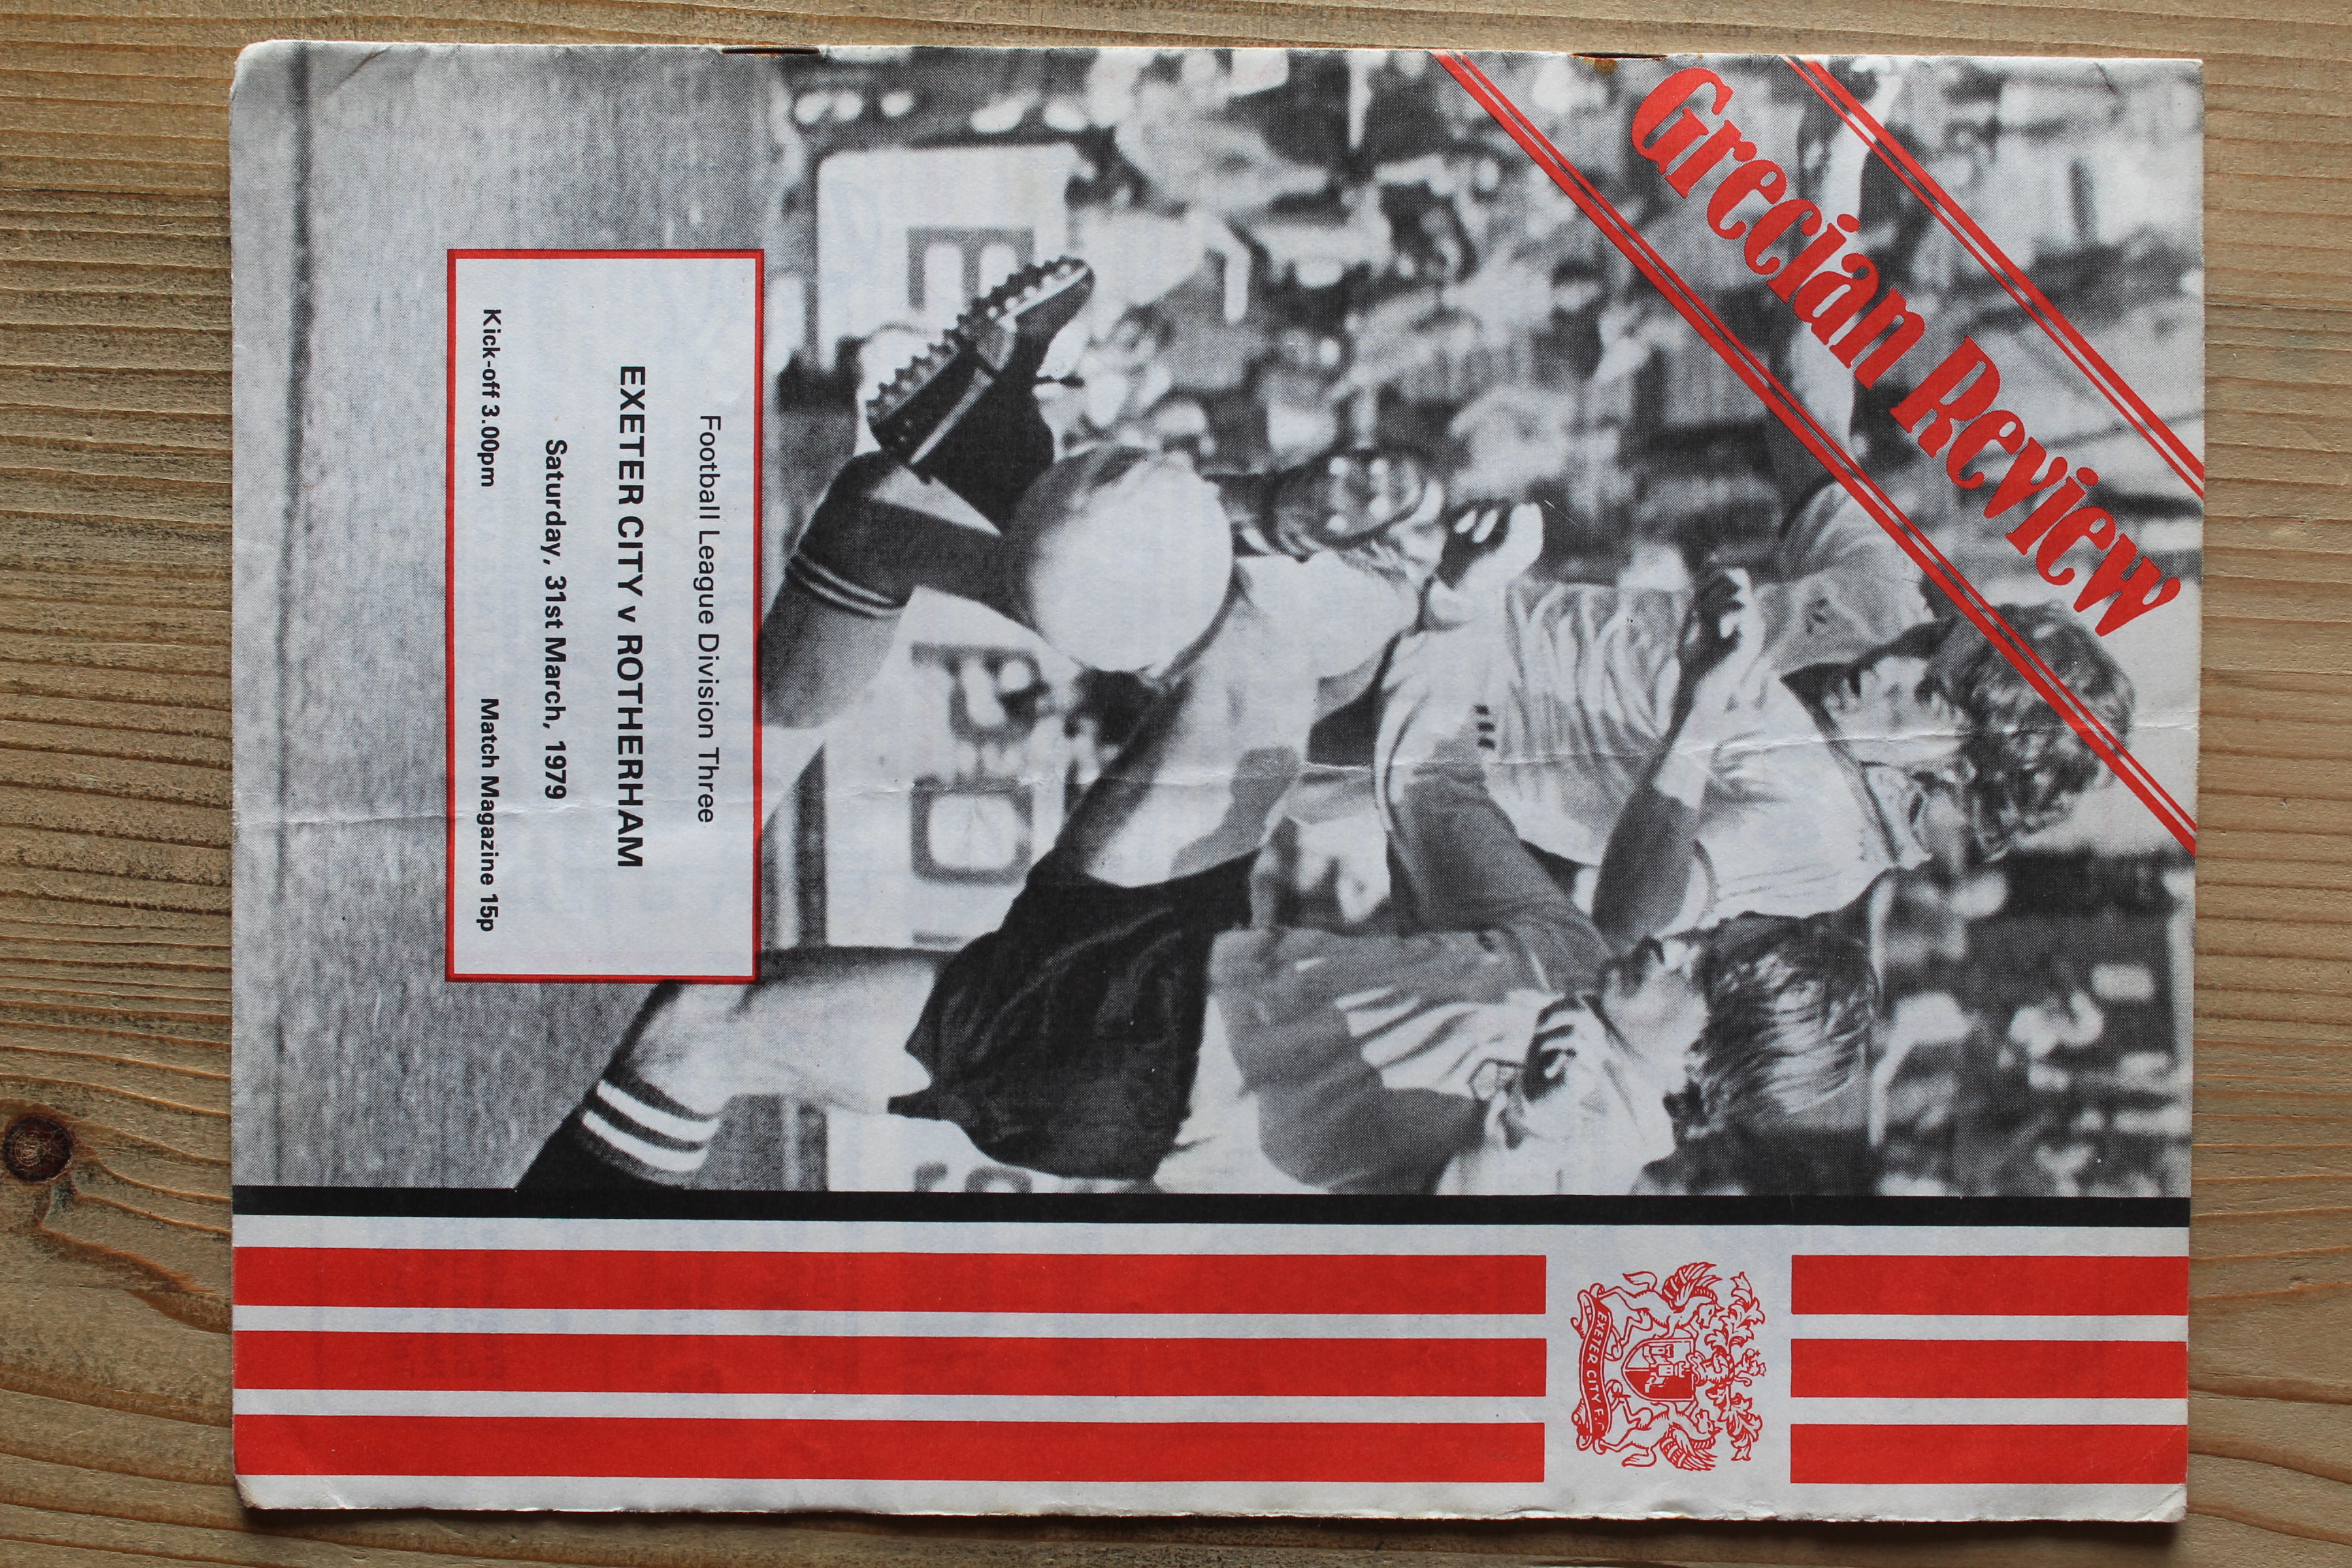 Grecian Review
Football League Division Three
EXETER CITY v ROTHERHAM
Saturday, 31st March, 1979
Kick-off 3.00pm Match Magazine 15p
EXETER CITY F.C.